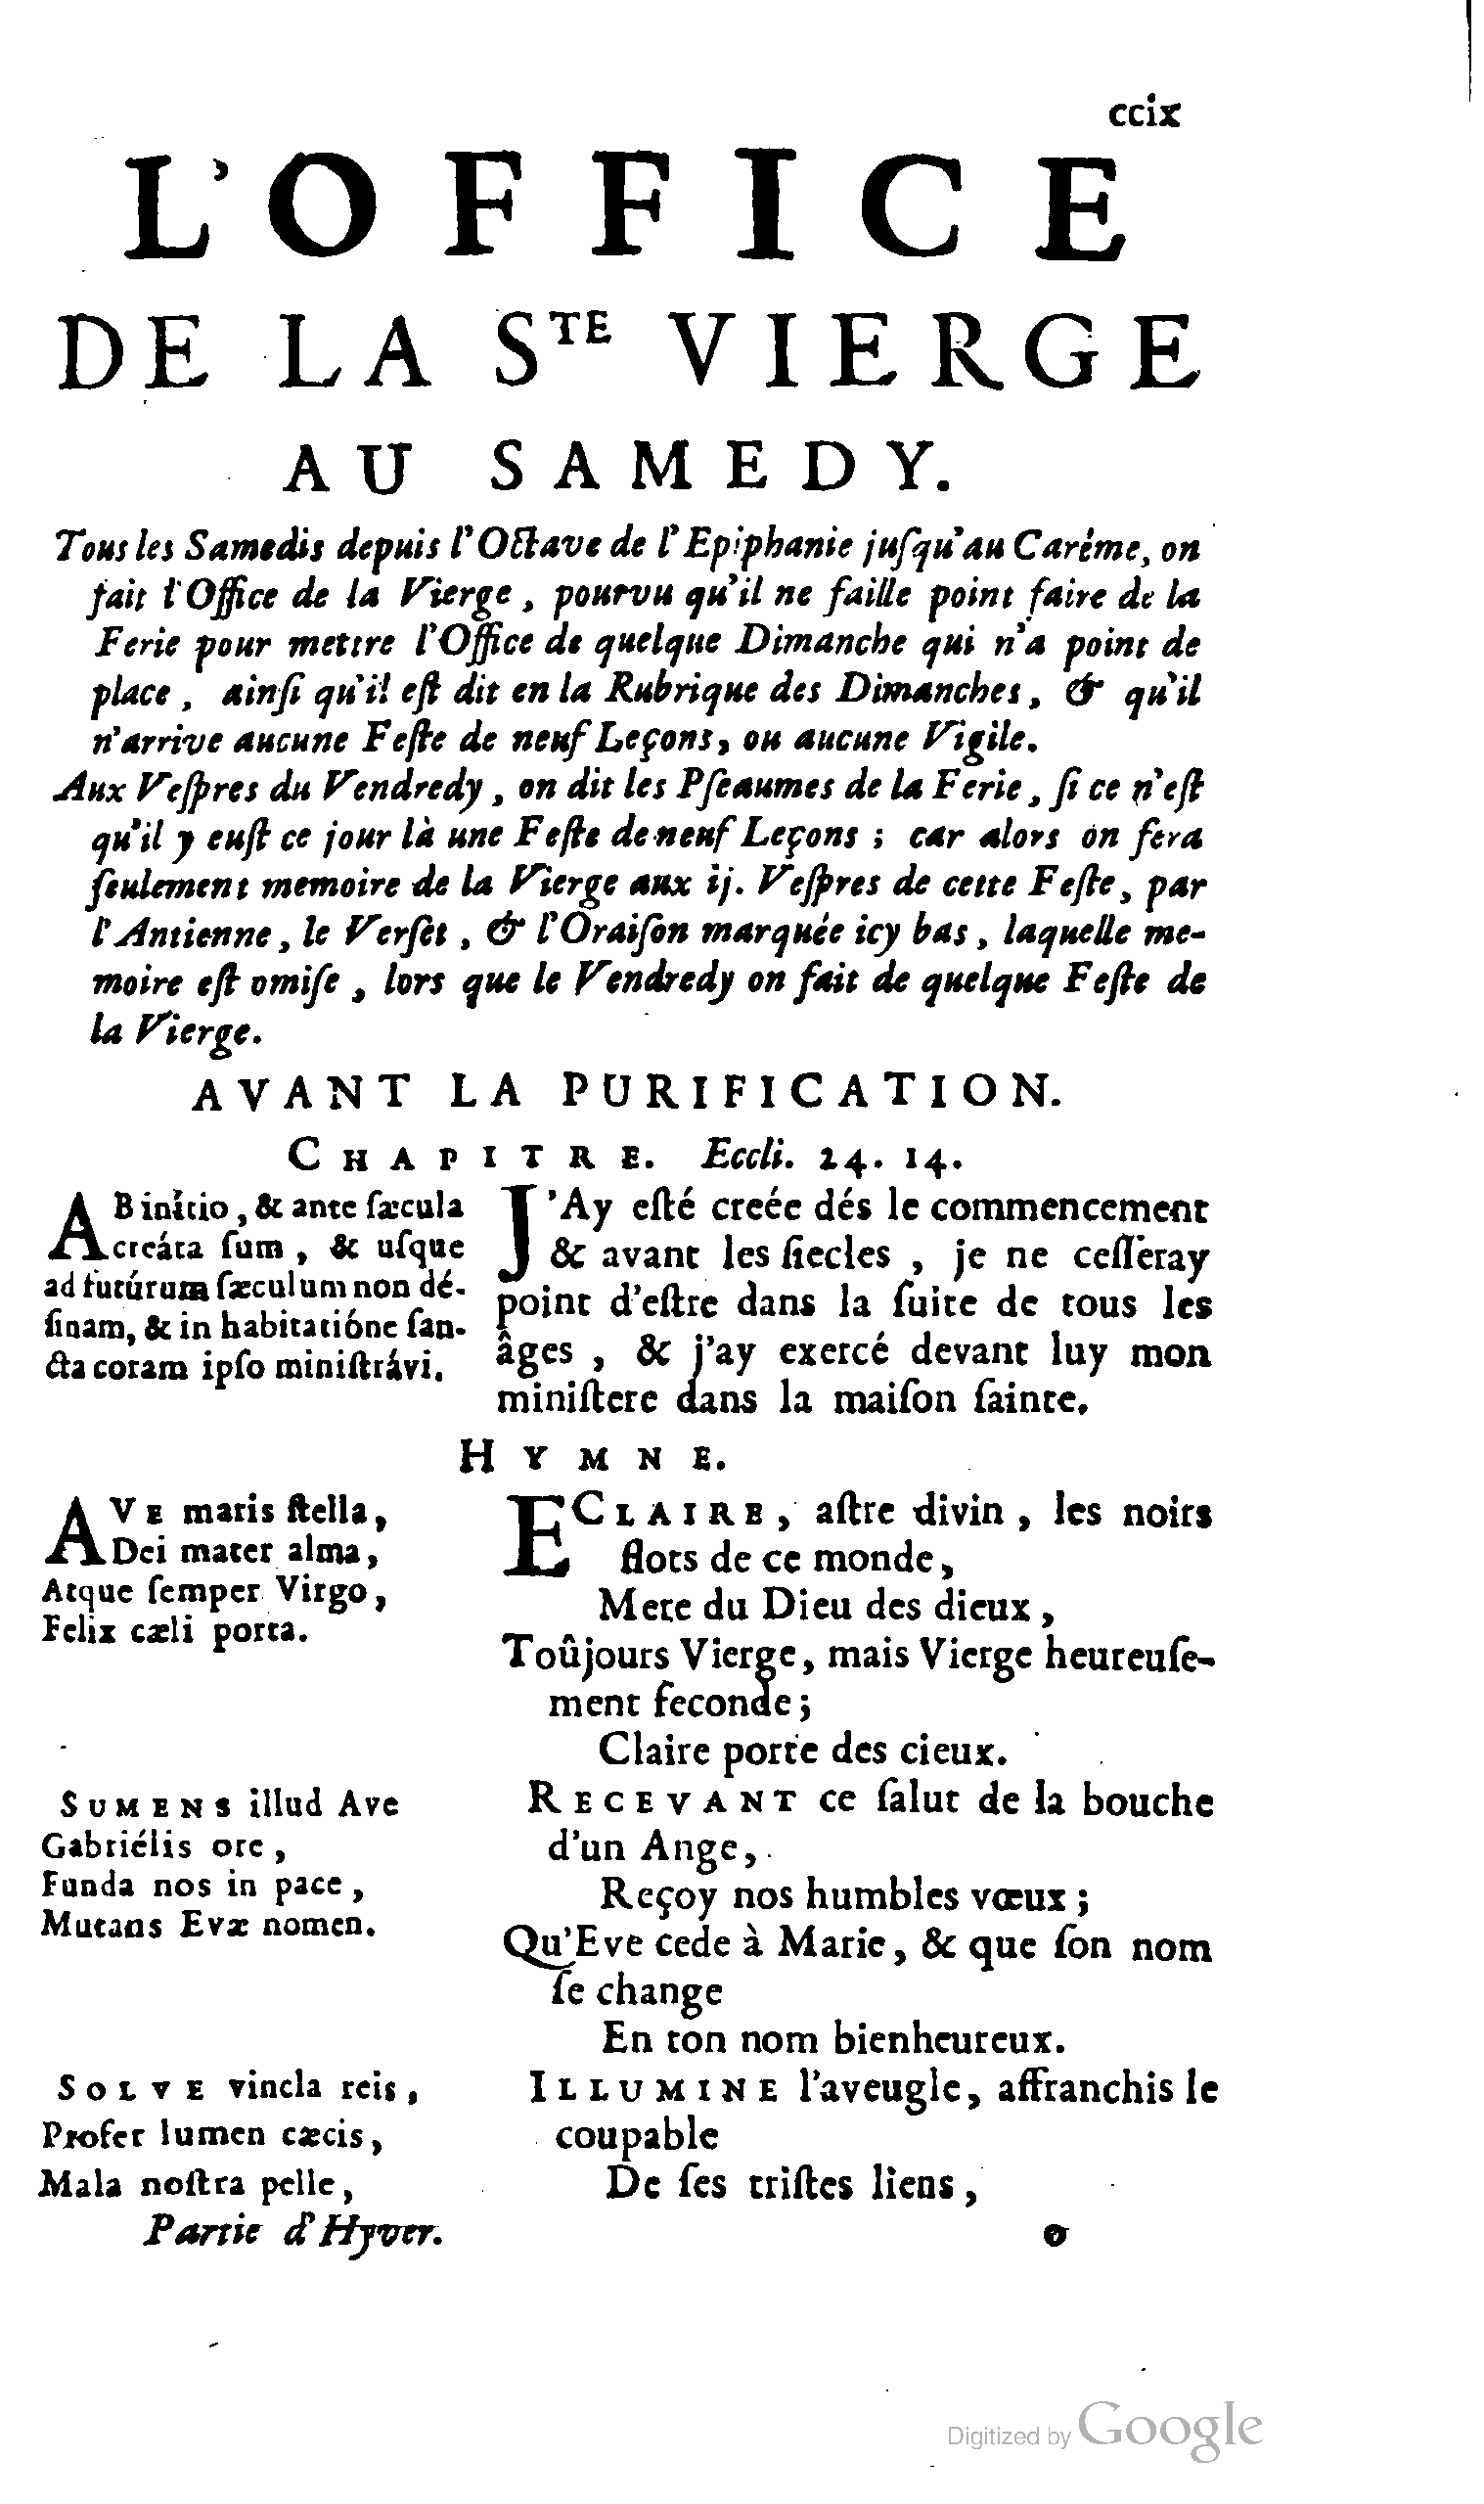 ccix
L'OFFICE
DE LA STE VIERGE
AU SAMEDY.
Tous les Samedis depuis l'Octave de l'Epiphanie juſqu'au Carême, on
fait l'Office de la Vierge, pourvu qu'il ne faille point faire de la
Ferie pour mettre l'Office de quelque Dimanche qui n'a point de
place, ainſi qu'il eſt dit en la Rubrique des Dimanches, & qu'il
n'arrive aucune Feſte de neuf Leçons, ou aucune Vigile.
Aux Veſpres du Vendredy, on dit les Pſeaumes de la Ferie, ſi ce n'eſt
qu'il y euſt ce jour là une Feſte de neuf Leçons; car alors on fera
ſeulement memoire de la Vierge aux ij. Veſpres de cette Feſte, par
l'Antienne, le Verſet, & l'Oraiſon marquée icy bas, laquelle me-
moire eſt omiſe, lors que le Vendredy on fait de quelque Feſte de
la Vierge.
AVANT LA PURIFICATION.
CHAPITRE. Eccli. 24. 14.
AB inítio, & ante ſæcula
creáta ſum, & uſque
ad futúrum ſæculum non dé-
ſinam, & in habitatióne ſan-
cta coram ipſo miniſtrávi.
J'Ay eſté creée dés le commencement
& avant les ſiecles, je ne ceſſeray
point d'eſtre dans la ſuite de tous les
âges, & j'ay exercé devant luy mon
miniſtere dans la maiſon ſainte.
HYMNE.
AVE maris ſtella,
Dei mater alma,
Atque ſemper Virgo,
Felix cæli porta.
ECLAIRE, aſtre divin, les noirs
flots de ce monde,
Mere du Dieu des dieux,
Toûjours Vierge, mais Vierge heureuſe-
ment feconde;
Claire porte des cieux.
SUMENS illud Ave
Gabriélis ore,
Funda nos in pace,
Mutans Evæ nomen.
RECEVANT ce ſalut de la bouche
d'un Ange,
Reçoy nos humbles vœux;
Qu'Eve cede à Marie, & que ſon nom
ſe change
En ton nom bienheureux.
SOLVE vincla reis,
Profer lumen cæcis,
Mala noſtra pelle,
ILLUMINE l'aveugle, affranchis le
coupable
De ſes triſtes liens,
Partie d'Hyver.
o
Digitized by Google